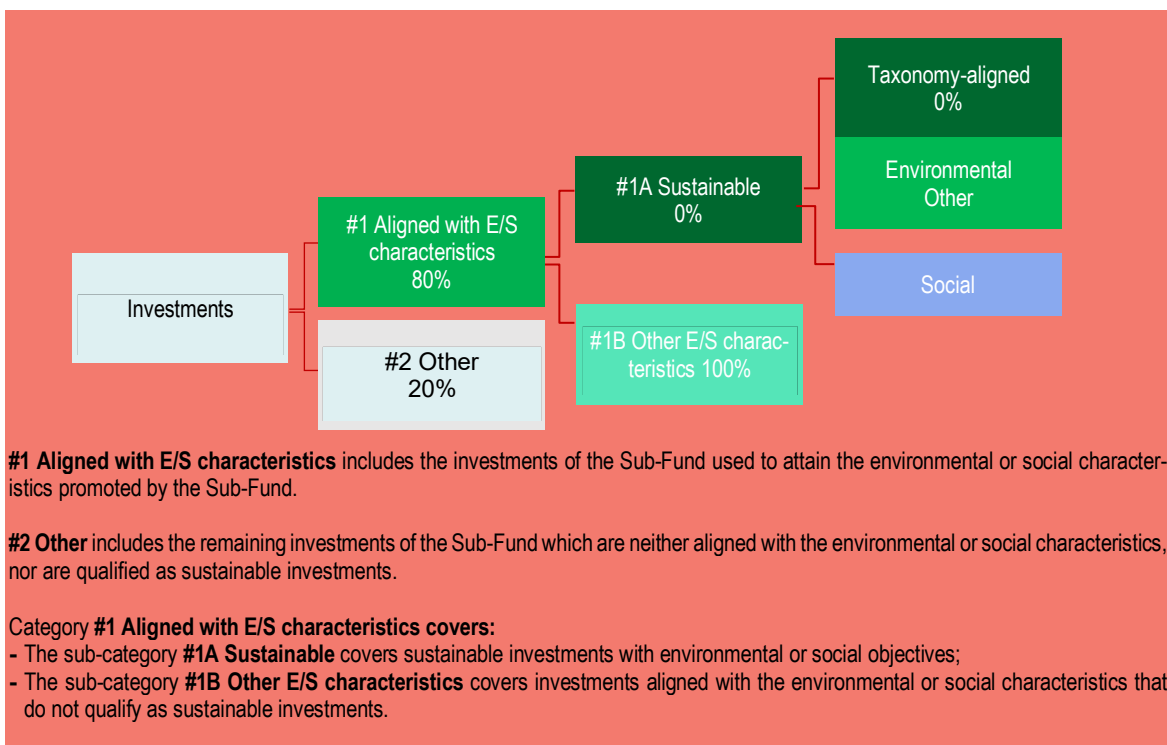 Taxonomy-aligned
0%
Environmental
Other
#1A Sustainable
0%
#1 Aligned with E/S
characteristics
80%
Social
Investments
#1B Other E/S charac-
teristics 100%
#2 Other
20%
#1 Aligned with E/S characteristics includes the investments of the Sub-Fund used to attain the environmental or social character-
istics promoted by the Sub-Fund.
#2 Other includes the remaining investments of the Sub-Fund which are neither aligned with the environmental or social characteristics,
nor are qualified as sustainable investments.
Category #1 Aligned with E/S characteristics covers:
- The sub-category #1A Sustainable covers sustainable investments with environmental or social objectives;
- The sub-category #1B Other E/S characteristics covers investments aligned with the environmental or social characteristics that
do not qualify as sustainable investments.